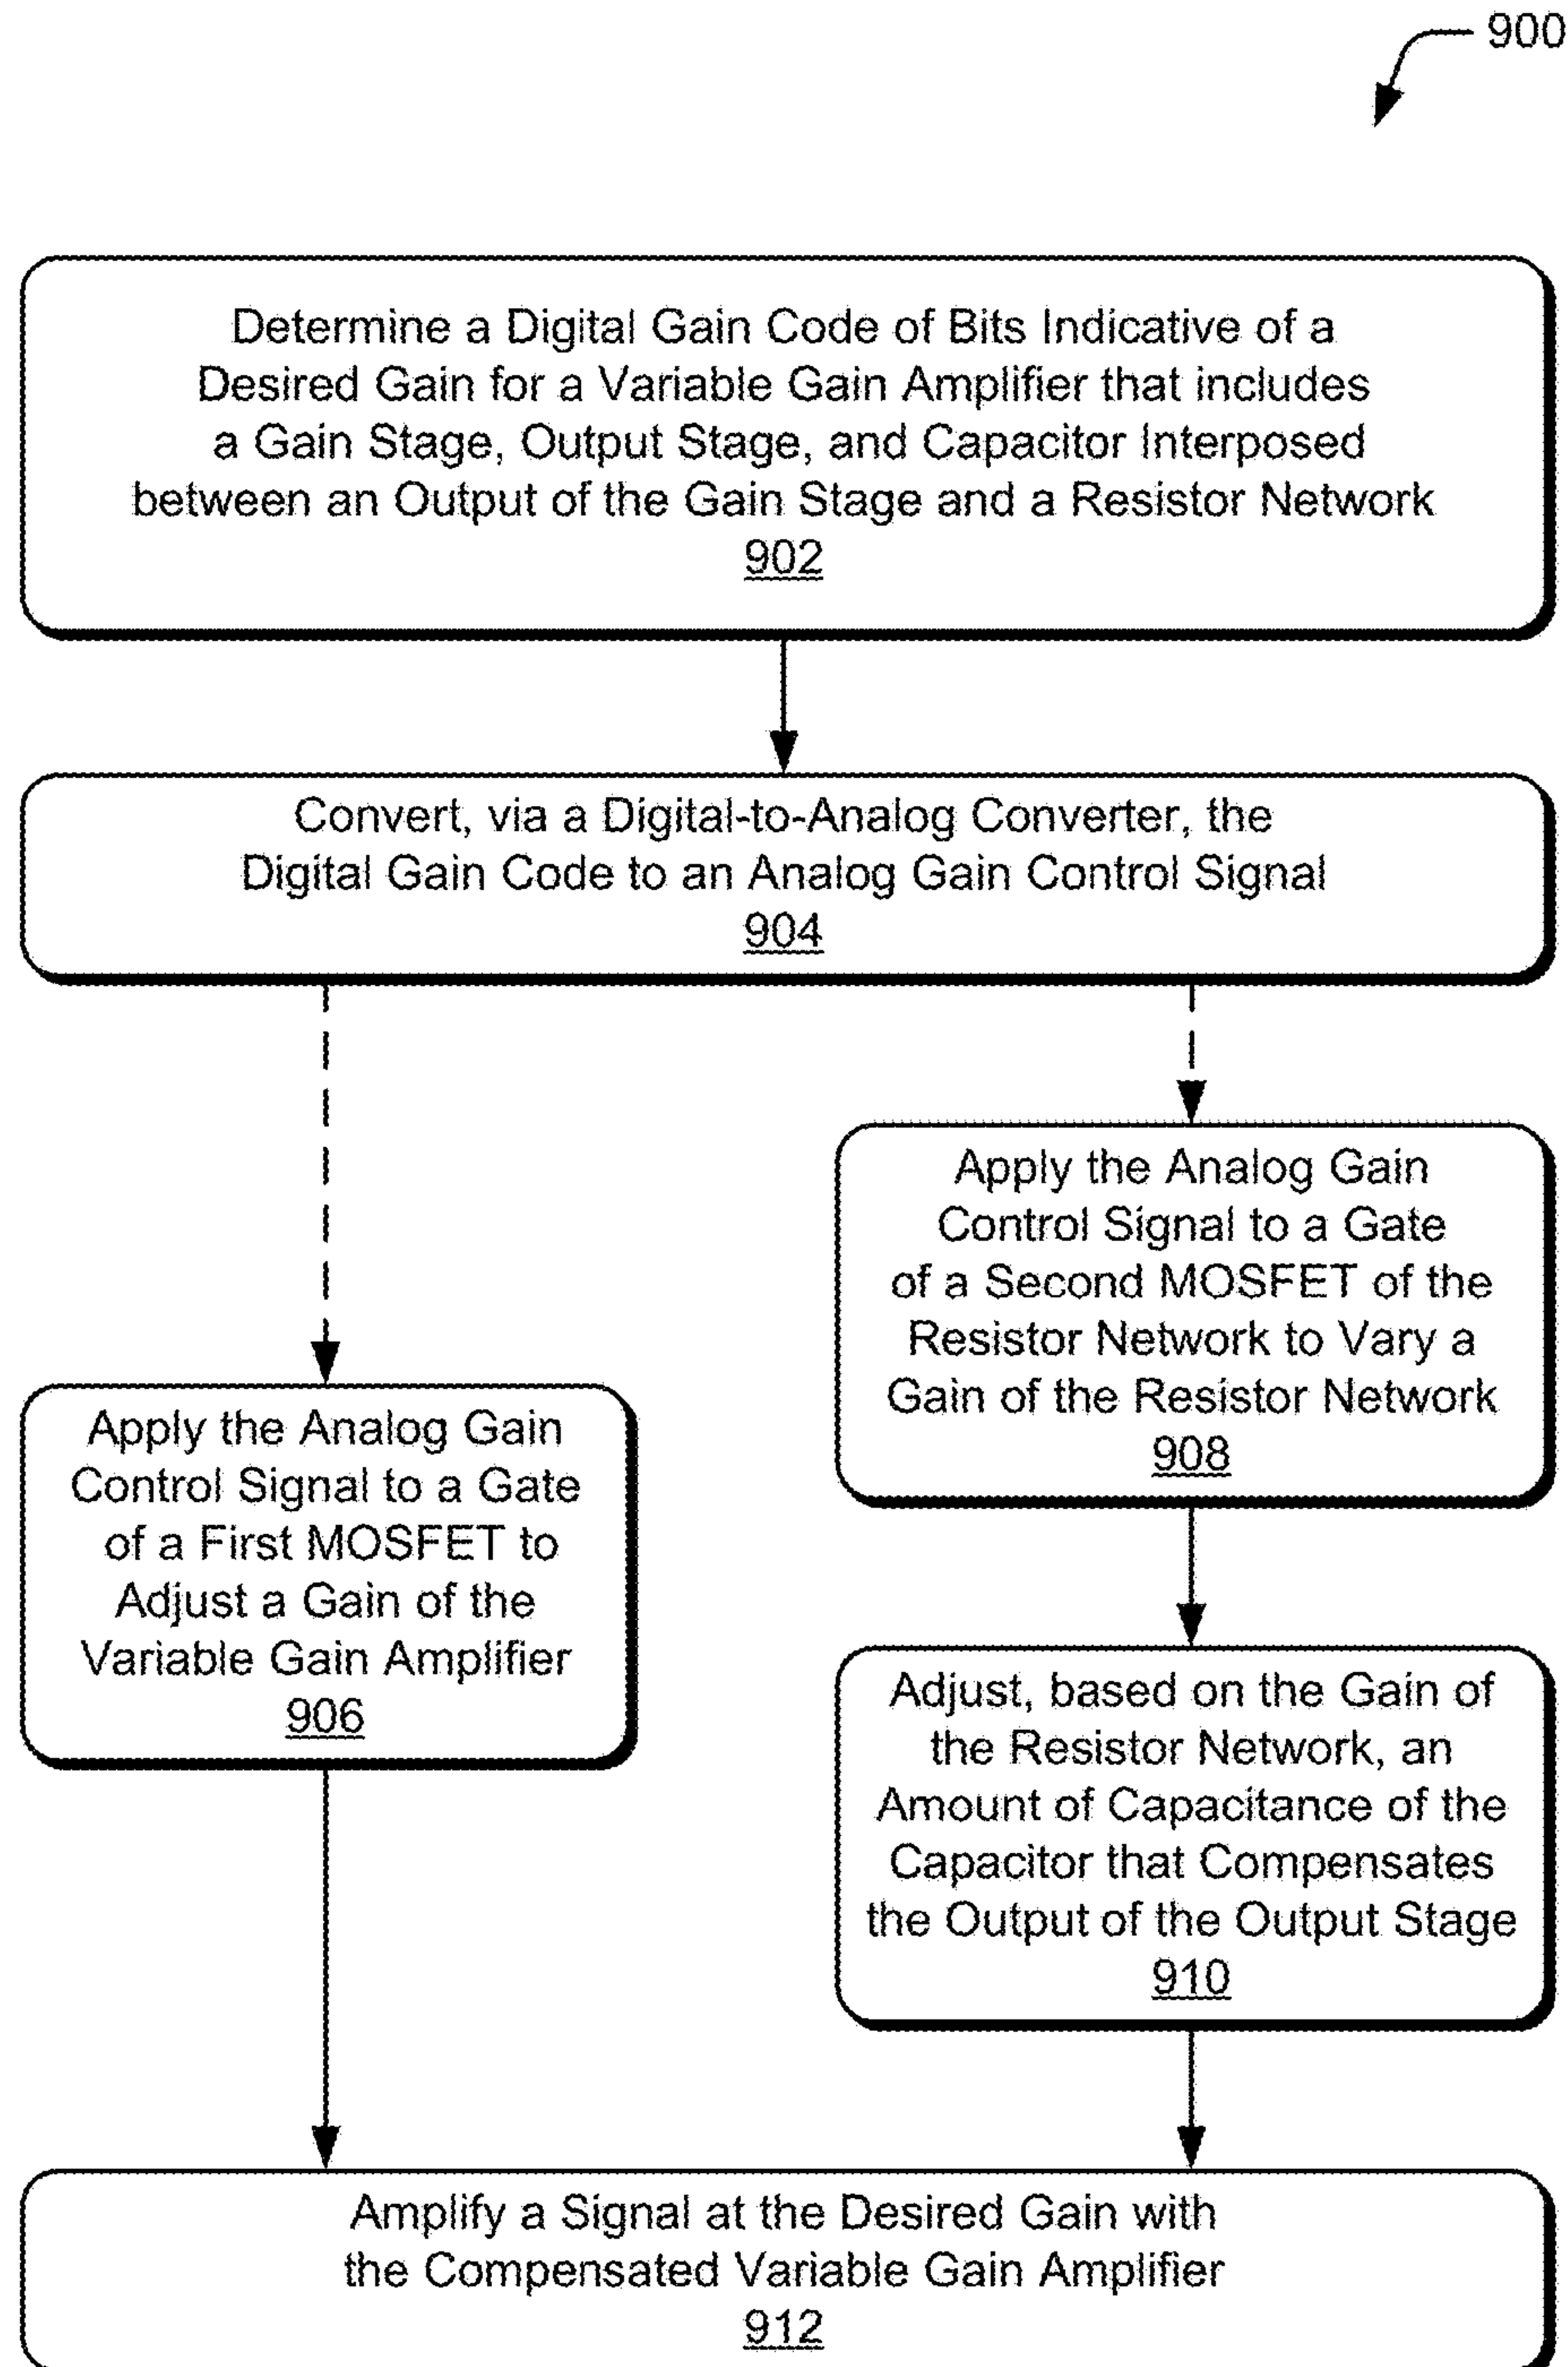 900
Determine a Digital Gain Code of Bits Indicative of a
Desired Gain for a Variable Gain Amplifier that includes
a Gain Stage, Output Stage, and Capacitor Interposed
between an Output of the Gain Stage and a Resistor Network
902
Convert, via a Digital-to-Analog Converter, the
Digital Gain Code to an Analog Gain Control Signal
904
Apply the Analog Gain
Control Signal to a Gate
of a First MOSFET to
Adjust a Gain of the
Variable Gain Amplifier
906
Apply the Analog Gain
Control Signal to a Gate
of a Second MOSFET of the
Resistor Network to Vary a
Gain of the Resistor Network
908
Adjust, based on the Gain of
the Resistor Network, an
Amount of Capacitance of the
Capacitor that Compensates
the Output of the Output Stage
910
Amplify a Signal at the Desired Gain with
the Compensated Variable Gain Amplifier
912